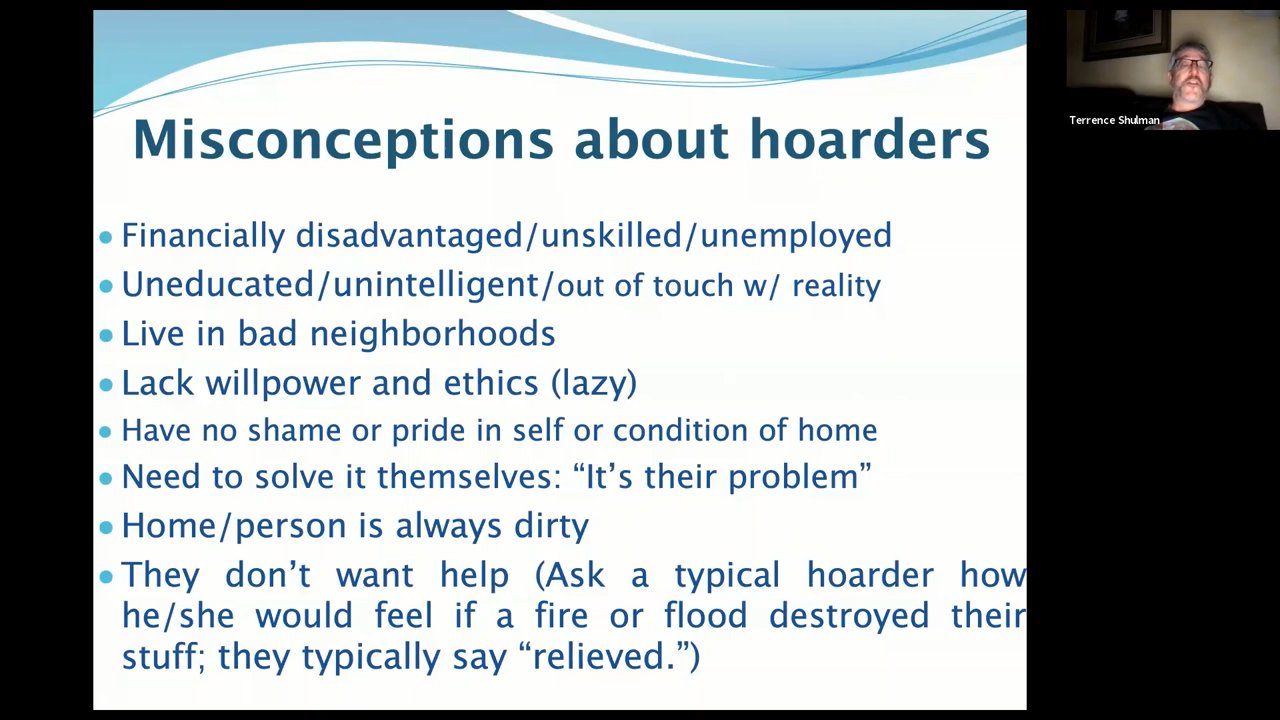 Misconceptions about hoarders
Financially disadvantaged/unskilled/unemployed
Uneducated/unintelligent/out of touch w/ reality
Live in bad neighborhoods
Lack willpower and ethics (lazy)
Have no shame or pride in self or condition of home
Need to solve it themselves: “It’s their problem”
Home/person is always dirty
They don’t want help (Ask a typical hoarder how
he/she would feel if a fire or flood destroyed their
stuff; they typically say “relieved.”)
Terrence Shulman